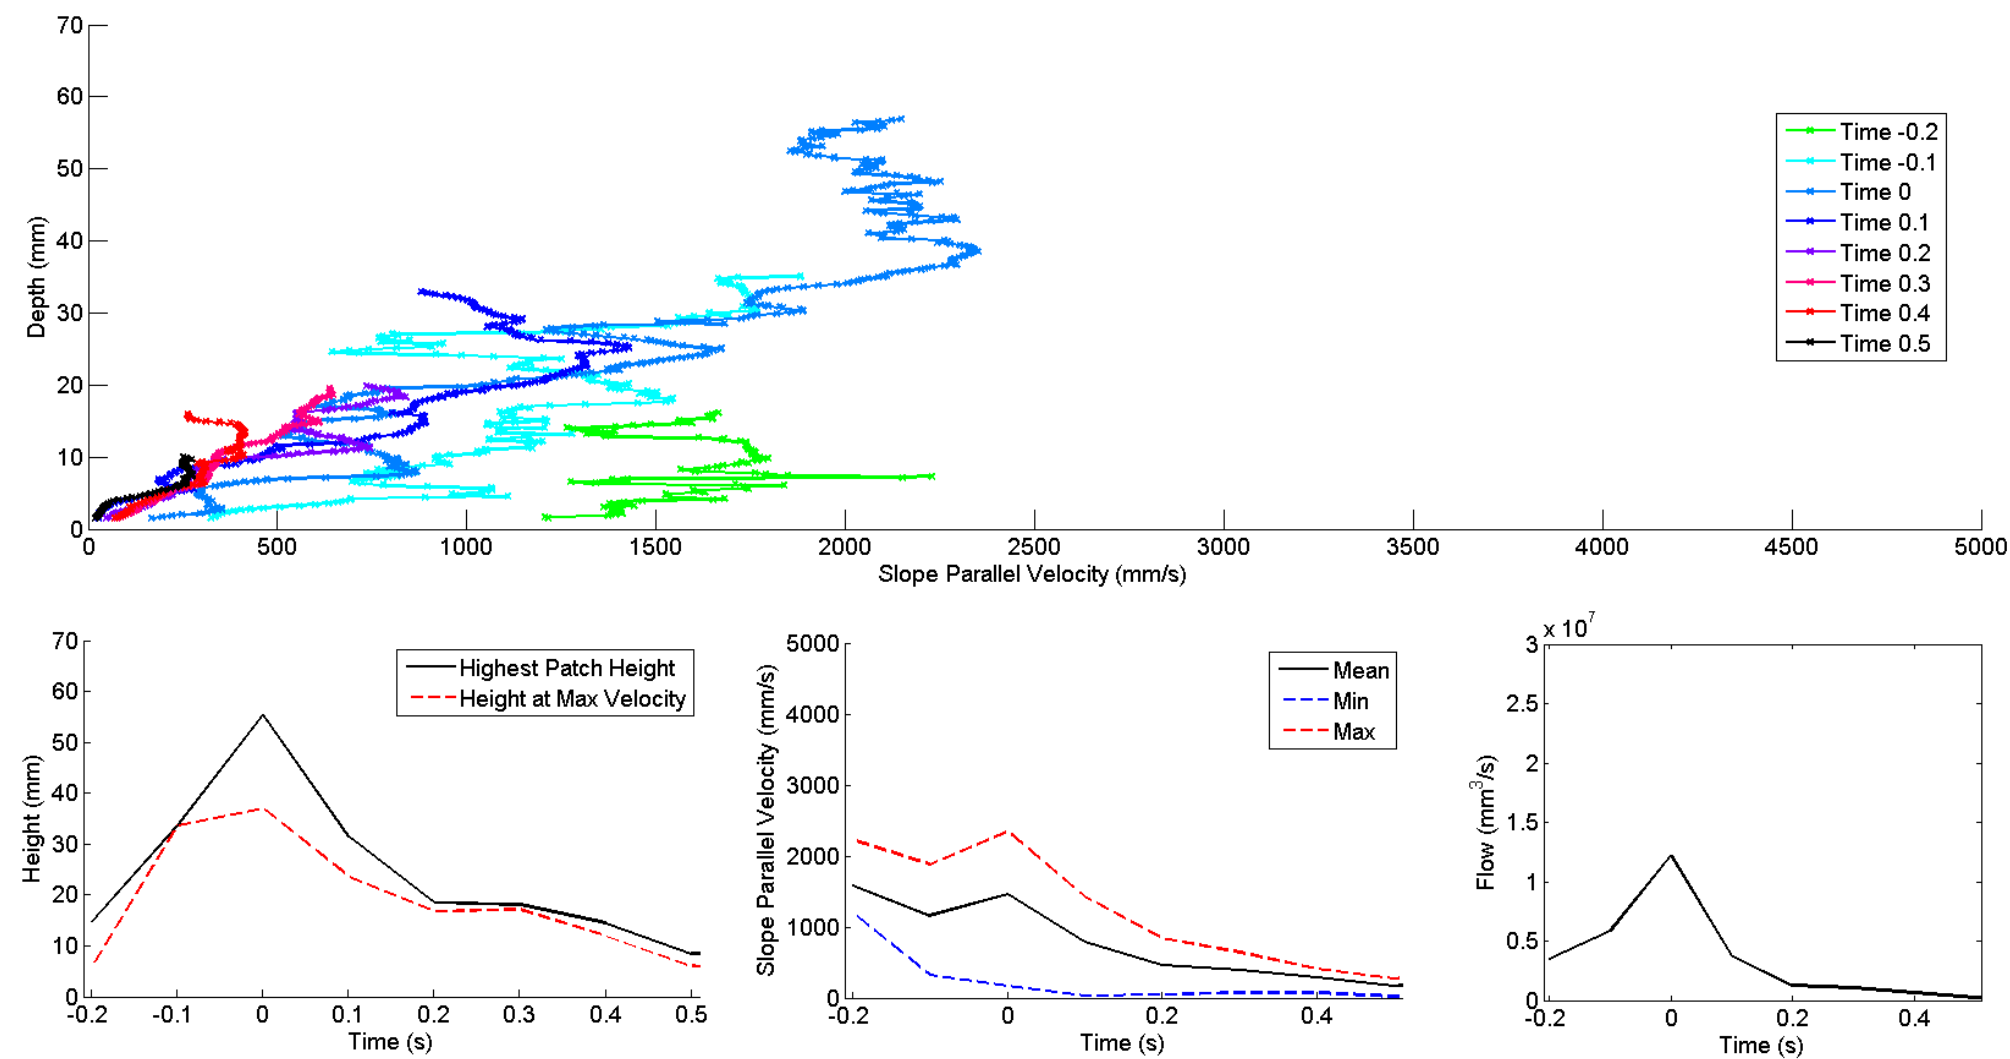 70
60
50
40
30
20
10
0
Depth (mm)
0 500 1000 1500 2000 2500 3000 3500 4000 4500 5000
Slope Parallel Velocity (mm/s)
Time -0.2
Time -0.1
Time 0
Time 0.1
Time 0.2
Time 0.3
Time 0.4
Time 0.5
70
60
50
40
30
20
10
0
Height (mm)
-0.2 -0.1 0 0.1 0.2 0.3 0.4 0.5
Time (s)
Highest Patch Height
Height at Max Velocity
5000
4000
3000
2000
1000
0
Slope Parallel Velocity (mm/s)
-0.2 0 0.2 0.4
Time (s)
Mean
Min
Max
x 10⁷
3
2.5
2
1.5
1
0.5
0
Flow (mm³/s)
-0.2 0 0.2 0.4
Time (s)